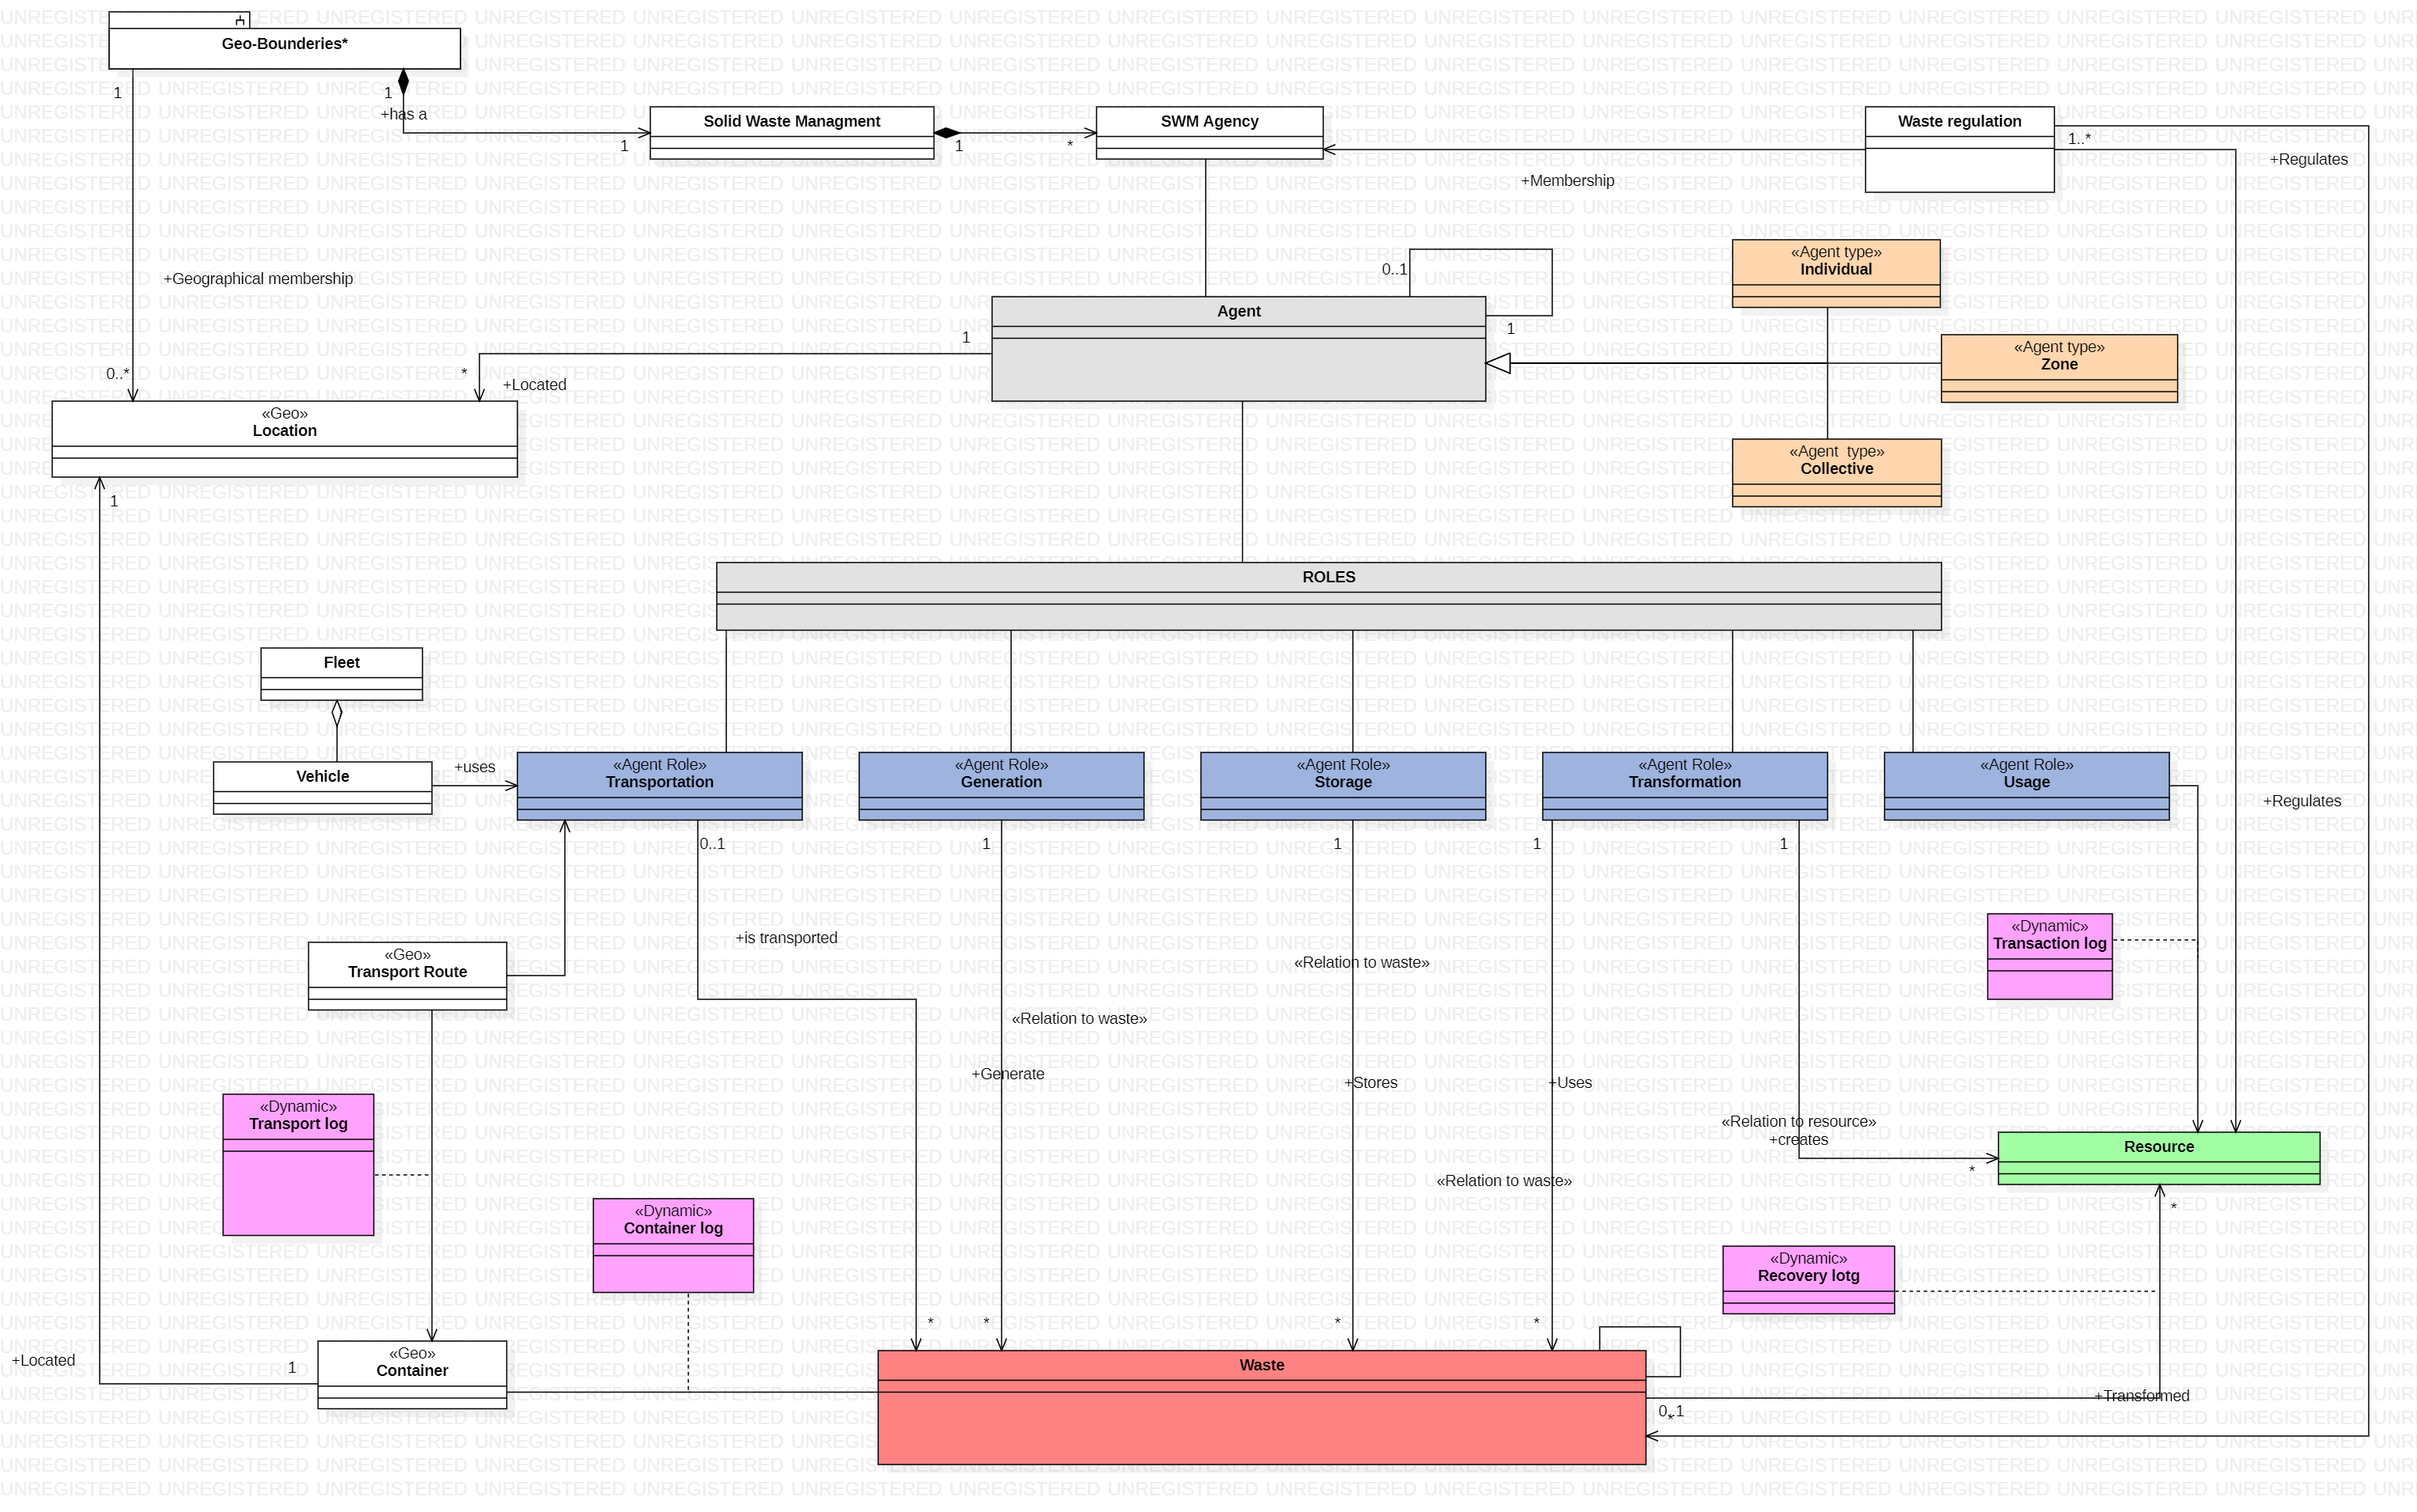 Geo-Bounderies*
1
1
+has a
1
Solid Waste Managment
1
*
SWM Agency
Waste regulation
1..*
+Regulates
+Membership
+Geographical membership
0..1
«Agent type»
Individual
Agent
1
1
«Agent type»
Zone
0..*
*
+Located
«Geo»
Location
«Agent  type»
Collective
1
ROLES
Fleet
Vehicle
+uses
«Agent Role»
Transportation
«Agent Role»
Generation
«Agent Role»
Storage
«Agent Role»
Transformation
«Agent Role»
Usage
+Regulates
0..1
1
1
1
1
+is transported
«Geo»
Transport Route
«Relation to waste»
«Dynamic»
Transaction log
«Relation to waste»
+Generate
+Stores
+Uses
«Dynamic»
Transport log
«Relation to resource»
+creates
*
Resource
«Relation to waste»
*
«Dynamic»
Container log
«Dynamic»
Recovery lotg
*
*
*
*
+Located
1
«Geo»
Container
Waste
+Transformed
0..1
*
UNREGISTERED